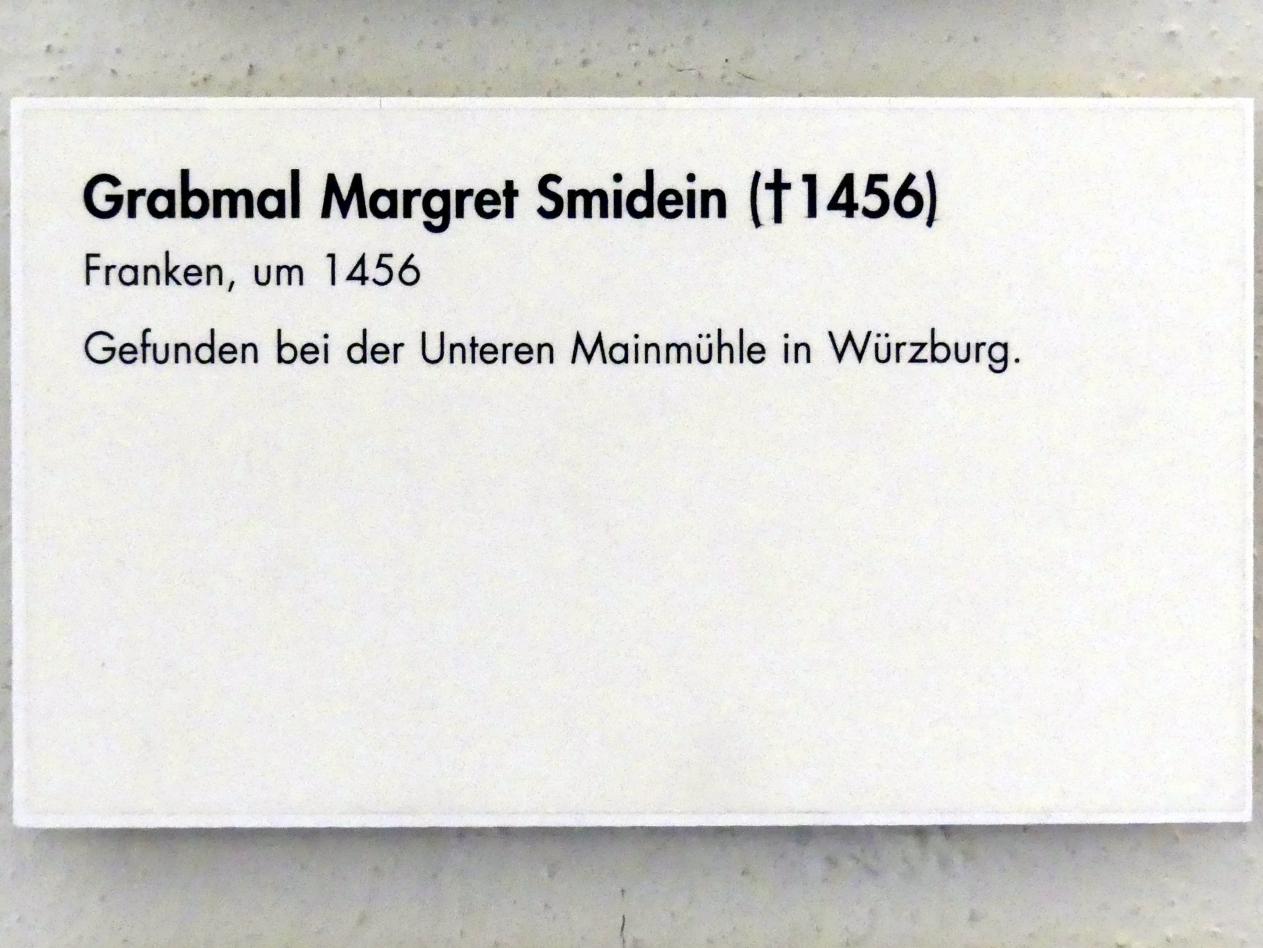 Grabmal Margret Smidein (†1456)
Franken, um 1456
Gefunden bei der Unteren Mainmühle in Würzburg.